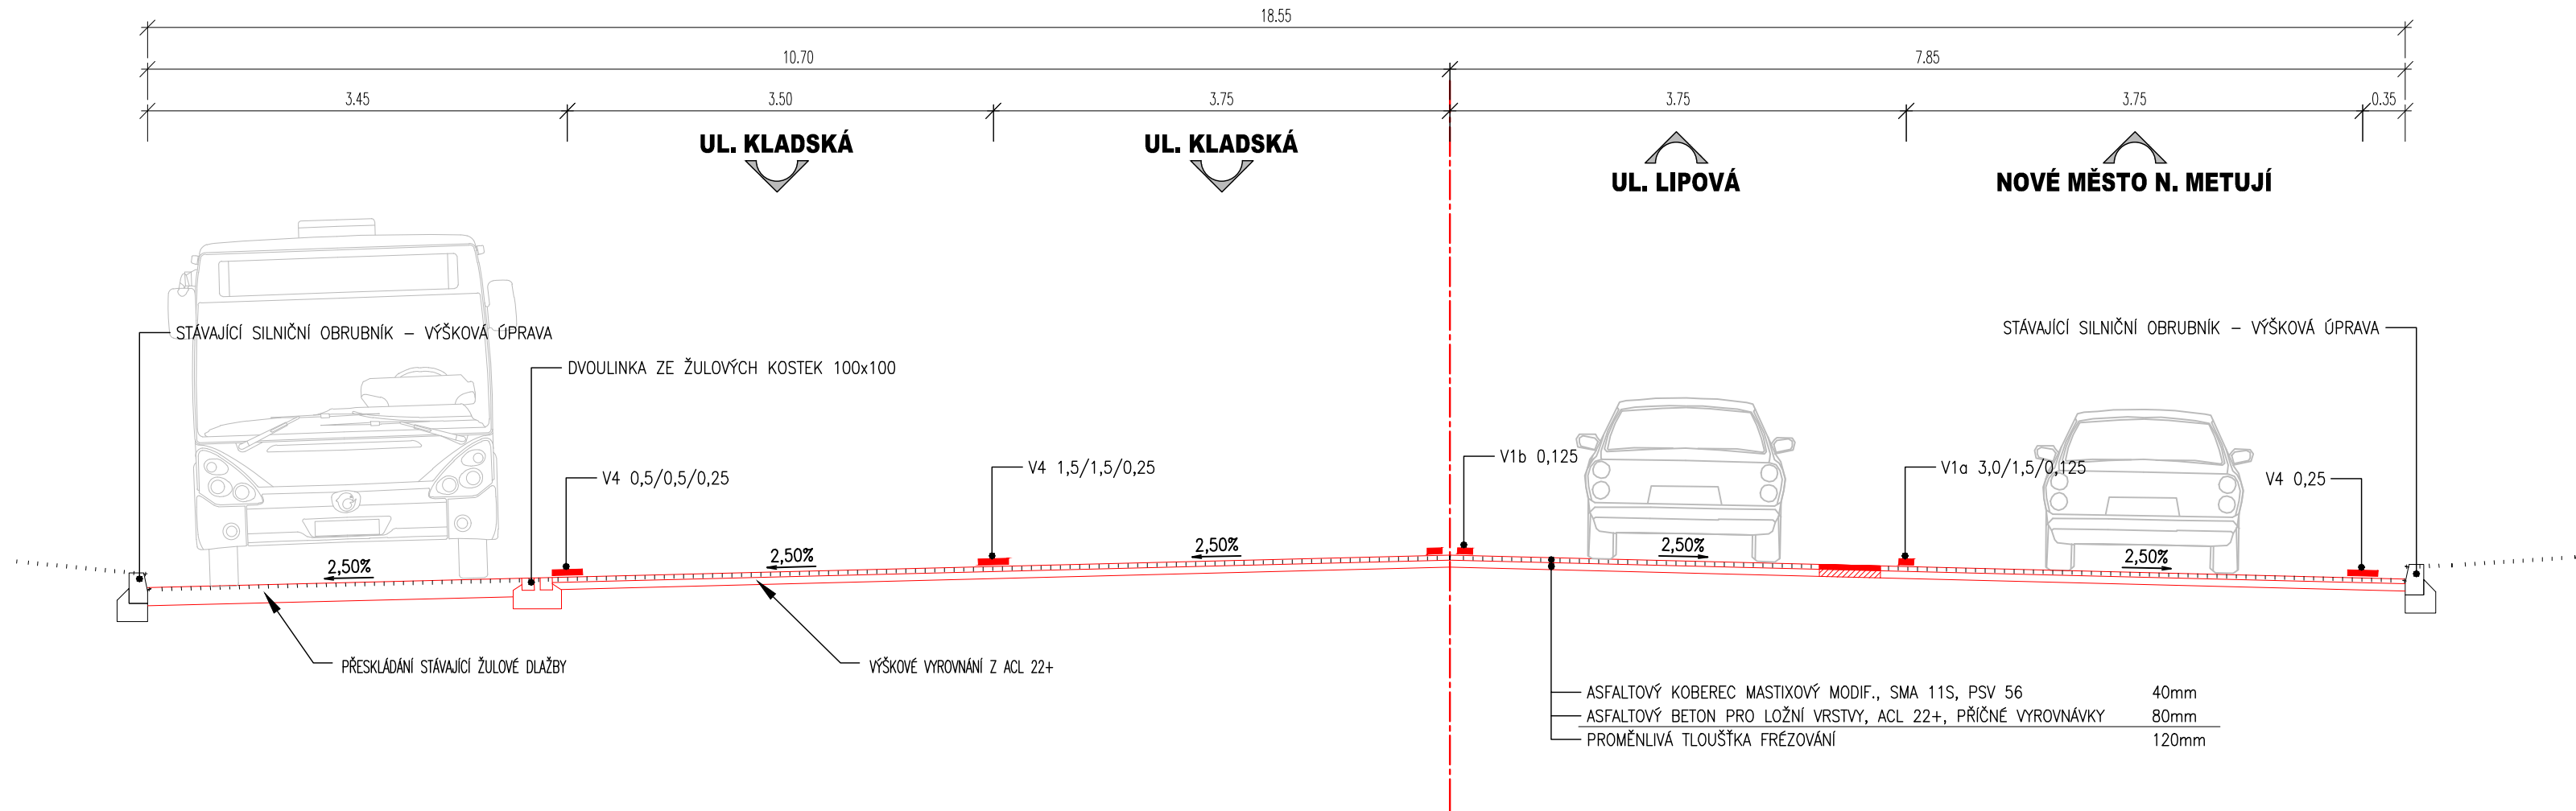 18.55
10.70
7.85
3.45
3.50
3.75
3.75
3.75
0.35
UL. KLADSKÁ
UL. KLADSKÁ
UL. LIPOVÁ
NOVÉ MĚSTO N. METUJÍ
STÁVAJÍCÍ SILNIČNÍ OBRUBNÍK – VÝŠKOVÁ ÚPRAVA
STÁVAJÍCÍ SILNIČNÍ OBRUBNÍK – VÝŠKOVÁ ÚPRAVA
DVOULINKA ZE ŽULOVÝCH KOSTEK 100x100
V4 0,5/0,5/0,25
V4 1,5/1,5/0,25
V1b 0,125
V1a 3,0/1,5/0,125
V4 0,25
2,50%
2,50%
2,50%
2,50%
2,50%
PŘESKLÁDÁNÍ STÁVAJÍCÍ ŽULOVÉ DLAŽBY
VÝŠKOVÉ VYROVNÁNÍ Z ACL 22+
ASFALTOVÝ KOBEREC MASTIXOVÝ MODIF., SMA 11S, PSV 56 40mm
ASFALTOVÝ BETON PRO LOŽNÍ VRSTVY, ACL 22+, PŘÍČNÉ VYROVNÁVKY 80mm
PROMĚNLIVÁ TLOUŠŤKA FRÉZOVÁNÍ 120mm